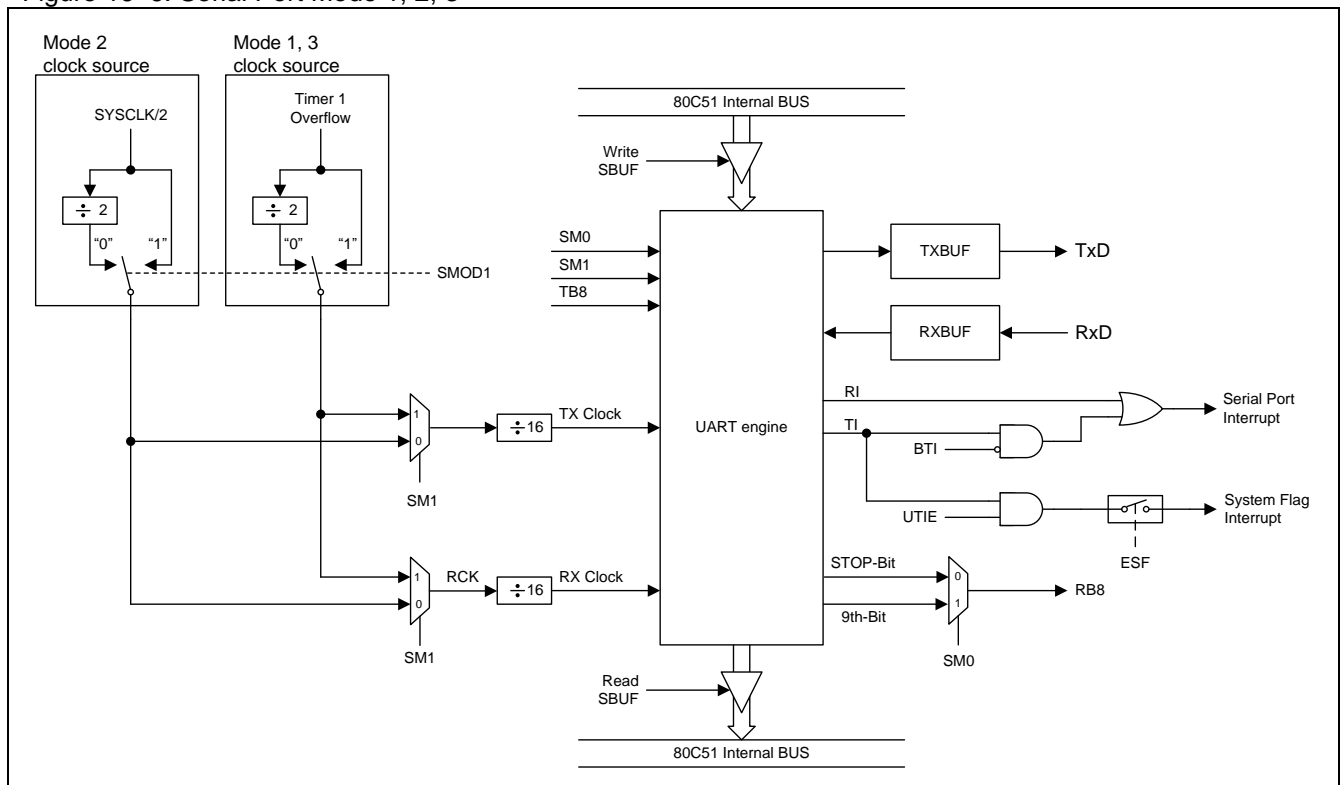 Figure
Serial Port Mode 1, 2, 3
Mode 2
clock source
Mode 1, 3
clock source
SYSCLK/2
Timer 1
Overflow
÷ 2
÷ 2
“0”
“1”
“0”
“1”
SMOD1
80C51 Internal BUS
Write
SBUF
SM0
SM1
TB8
TXBUF
TxD
RXBUF
RxD
UART engine
1
0
SM1
÷16
TX Clock
1
0
SM1
RCK
÷16
RX Clock
RI
TI
BTI
Serial Port
Interrupt
UTIE
ESF
System Flag
Interrupt
STOP-Bit
9th-Bit
0
1
SM0
RB8
Read
SBUF
80C51 Internal BUS